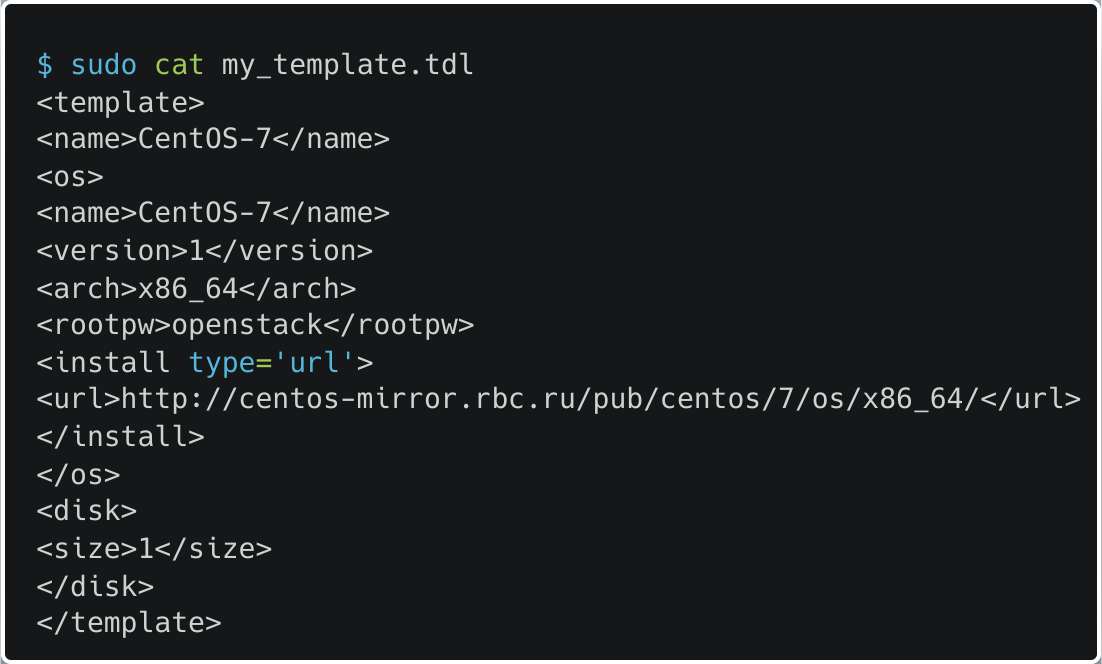 $ sudo cat my_template.tdl
<template>
<name>CentOS-7</name>
<os>
<name>CentOS-7</name>
<version>1</version>
<arch>x86_64</arch>
<rootpw>openstack</rootpw>
<install type='url'>
<url>http://centos-mirror.rbc.ru/pub/centos/7/os/x86_64/</url>
</install>
</os>
<disk>
<size>1</size>
</disk>
</template>